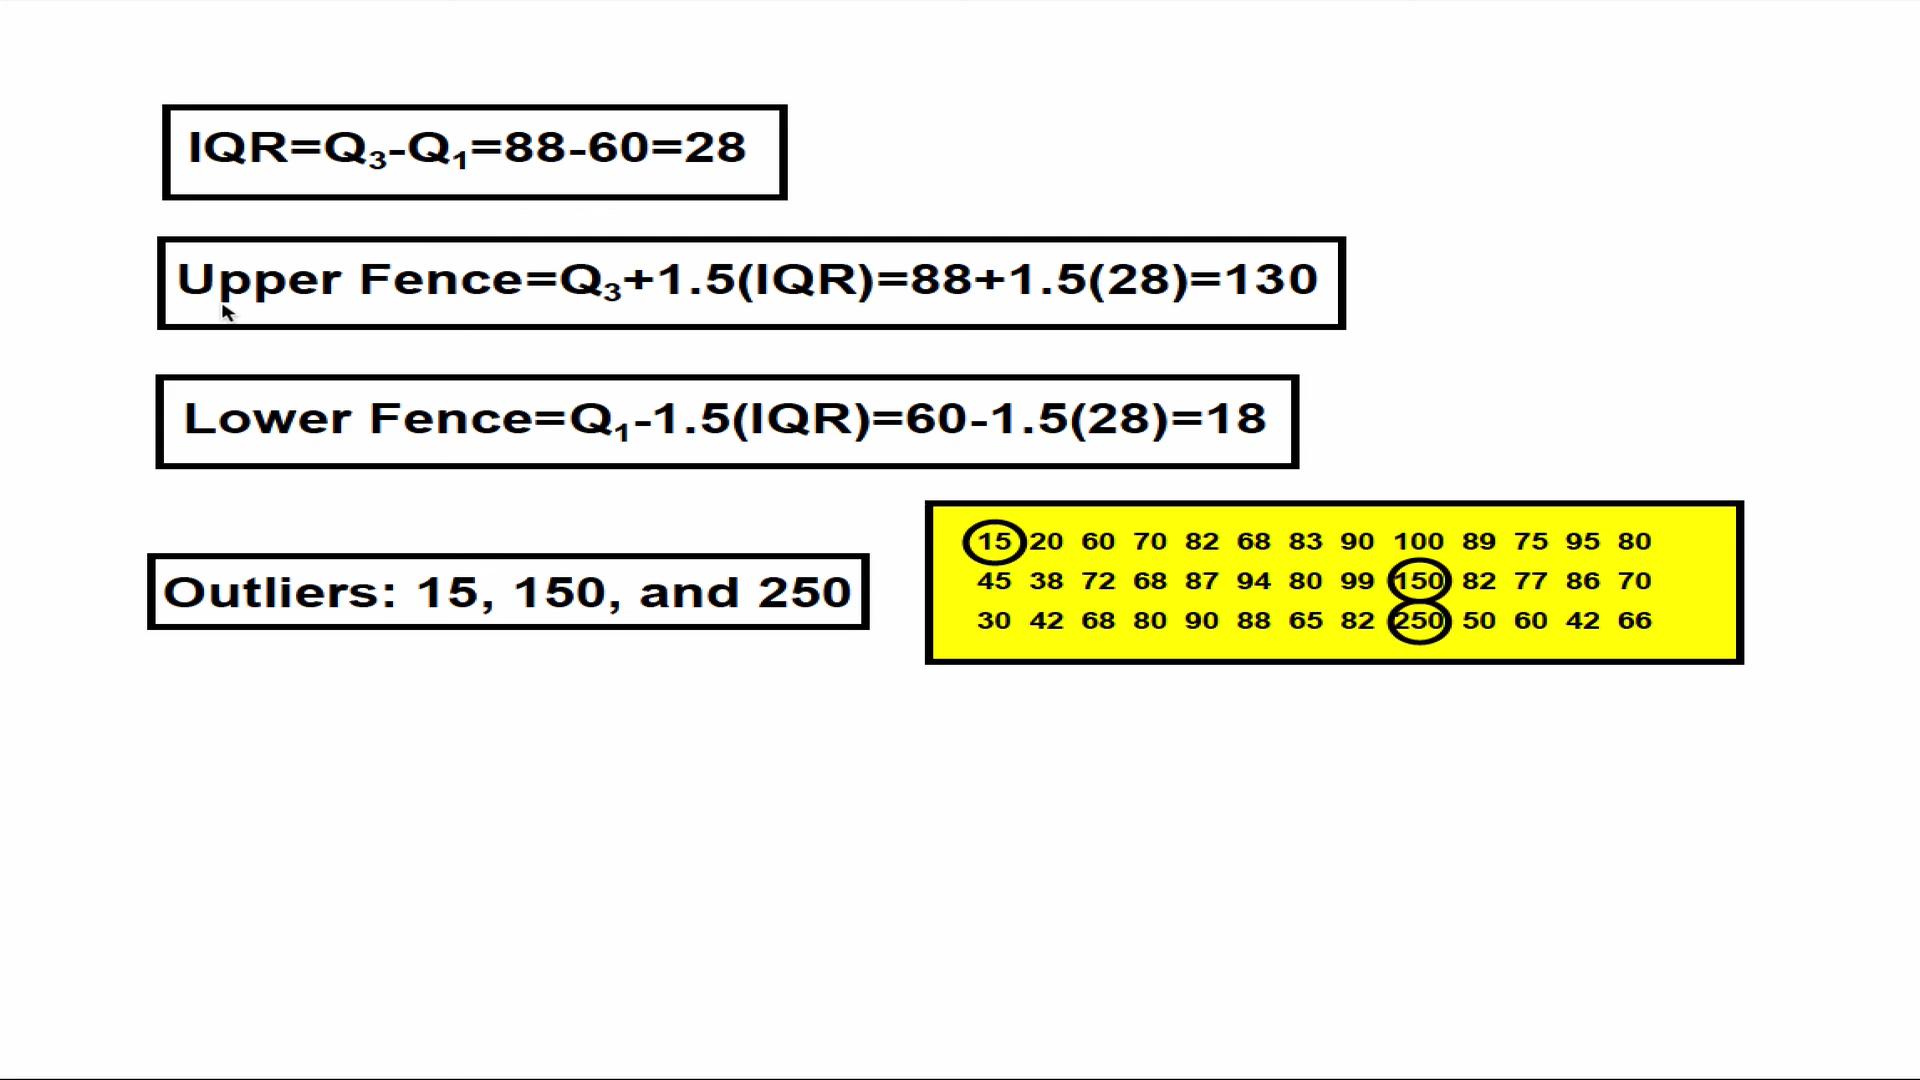 IQR=Q₃-Q₁=88-60=28
Upper Fence=Q₃+1.5(IQR)=88+1.5(28)=130
Lower Fence=Q₁-1.5(IQR)=60-1.5(28)=18
Outliers: 15, 150, and 250
15 20 60 70 82 68 83 90 100 89 75 95 80
45 38 72 68 87 94 80 99 150 82 77 86 70
30 42 68 80 90 88 65 82 250 50 60 42 66